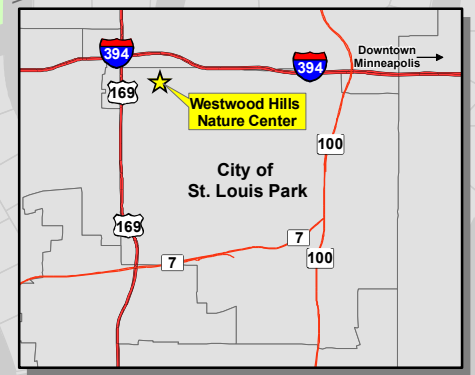 394
Downtown
Minneapolis
394
169
Westwood Hills
Nature Center
100
City of
St. Louis Park
169
7
7
100